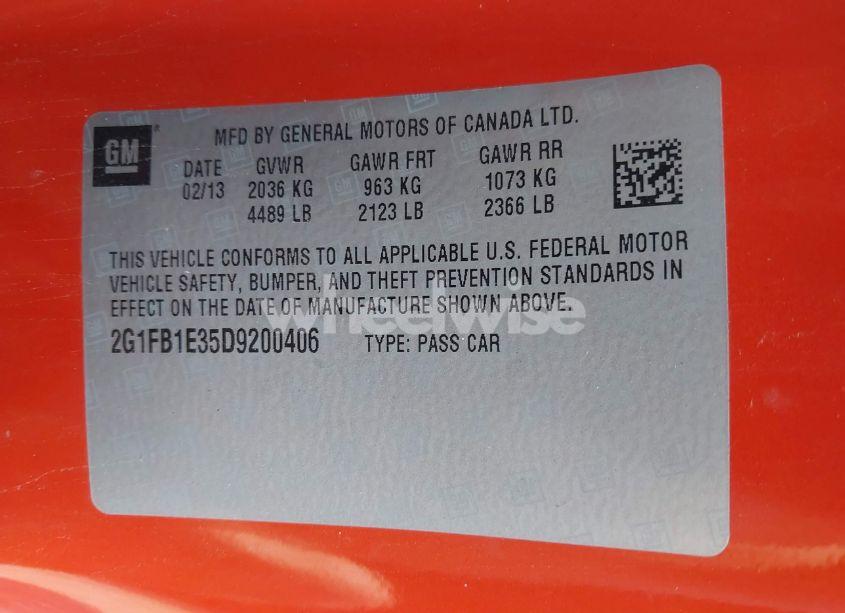 GM
MFD BY GENERAL MOTORS OF CANADA LTD.
DATE GVWR GAWR FRT GAWR RR
02/13 2036 KG 963 KG 1073 KG
4489 LB 2123 LB 2366 LB
THIS VEHICLE CONFORMS TO ALL APPLICABLE U.S. FEDERAL MOTOR
VEHICLE SAFETY, BUMPER, AND THEFT PREVENTION STANDARDS IN
EFFECT ON THE DATE OF MANUFACTURE SHOWN ABOVE.
wheelwise
2G1FB1E35D9200406 TYPE: PASS CAR